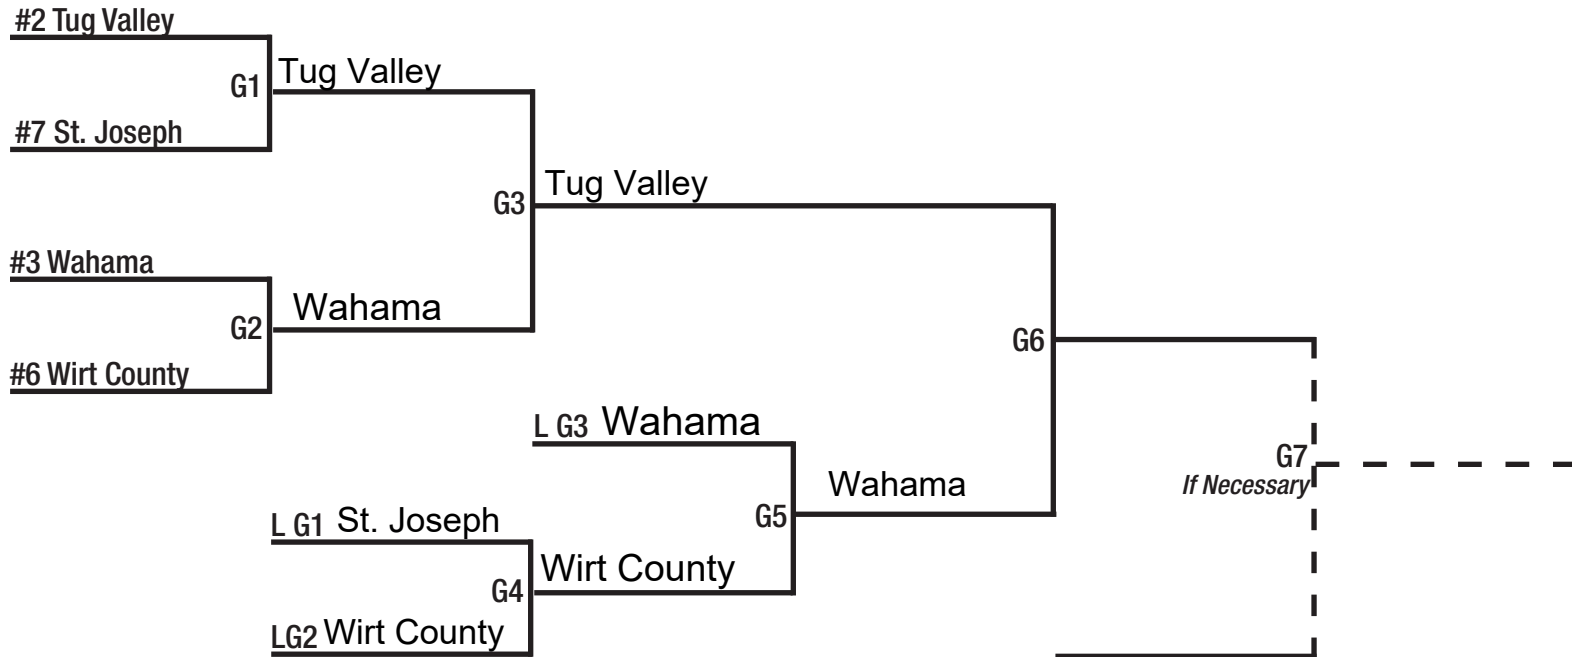 #2 Tug Valley
G1
Tug Valley
#7 St. Joseph
G3
Tug Valley
#3 Wahama
G2
Wahama
#6 Wirt County
G6
L G3 Wahama
G7
If Necessary
Wahama
G5
L G1 St. Joseph
G4
Wirt County
LG2 Wirt County